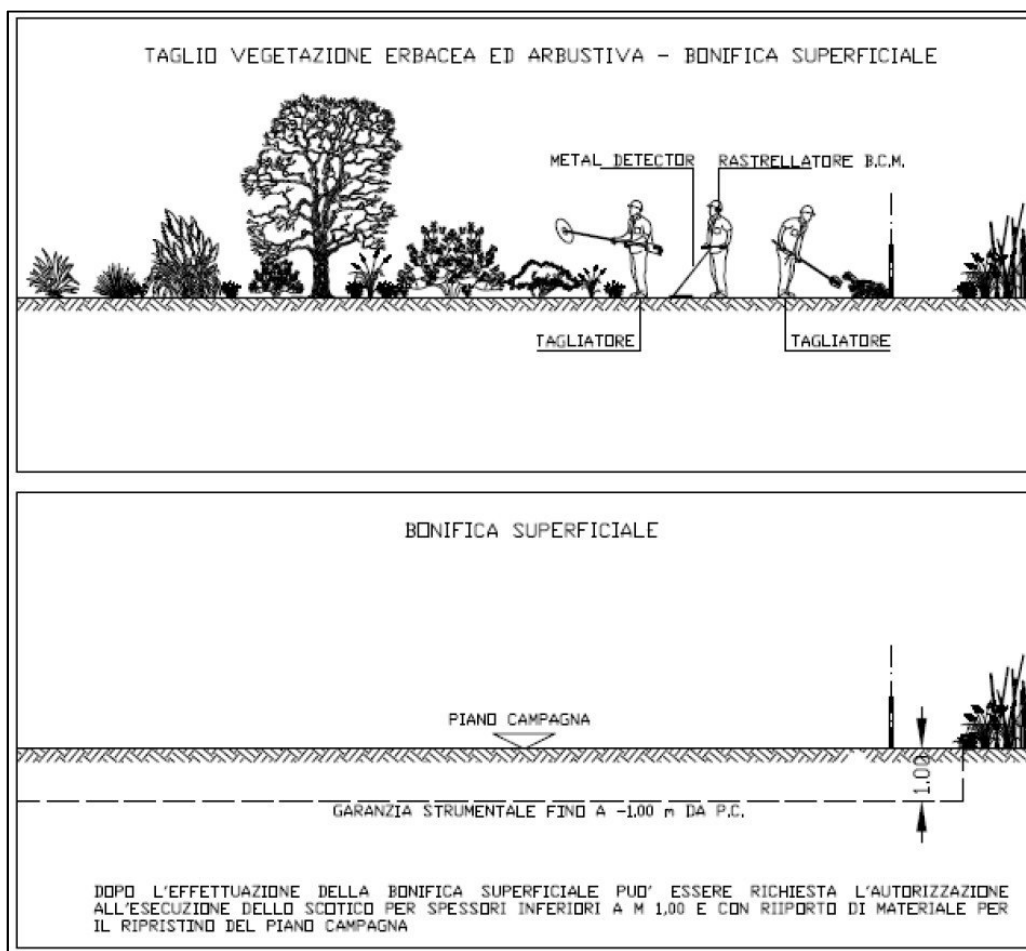 TAGLIO VEGETAZIONE ERBACEA ED ARBUSTIVA - BONIFICA SUPERFICIALE
METAL DETECTOR
RASTRELLATORE B.C.M.
TAGLIATORE
TAGLIATORE
BONIFICA SUPERFICIALE
PIANO CAMPAGNA
1.00
GARANZIA STRUMENTALE FINO A -1.00 m DA P.C.
DOPO L'EFFETTUAZIONE DELLA BONIFICA SUPERFICIALE PUO' ESSERE RICHIESTA L'AUTORIZZAZIONE
ALL'ESECUZIONE DELLO SCOTICO PER SPESSORI INFERIORI A M 1,00 E CON RIIPORTO DI MATERIALE PER
IL RIPRISTINO DEL PIANO CAMPAGNA